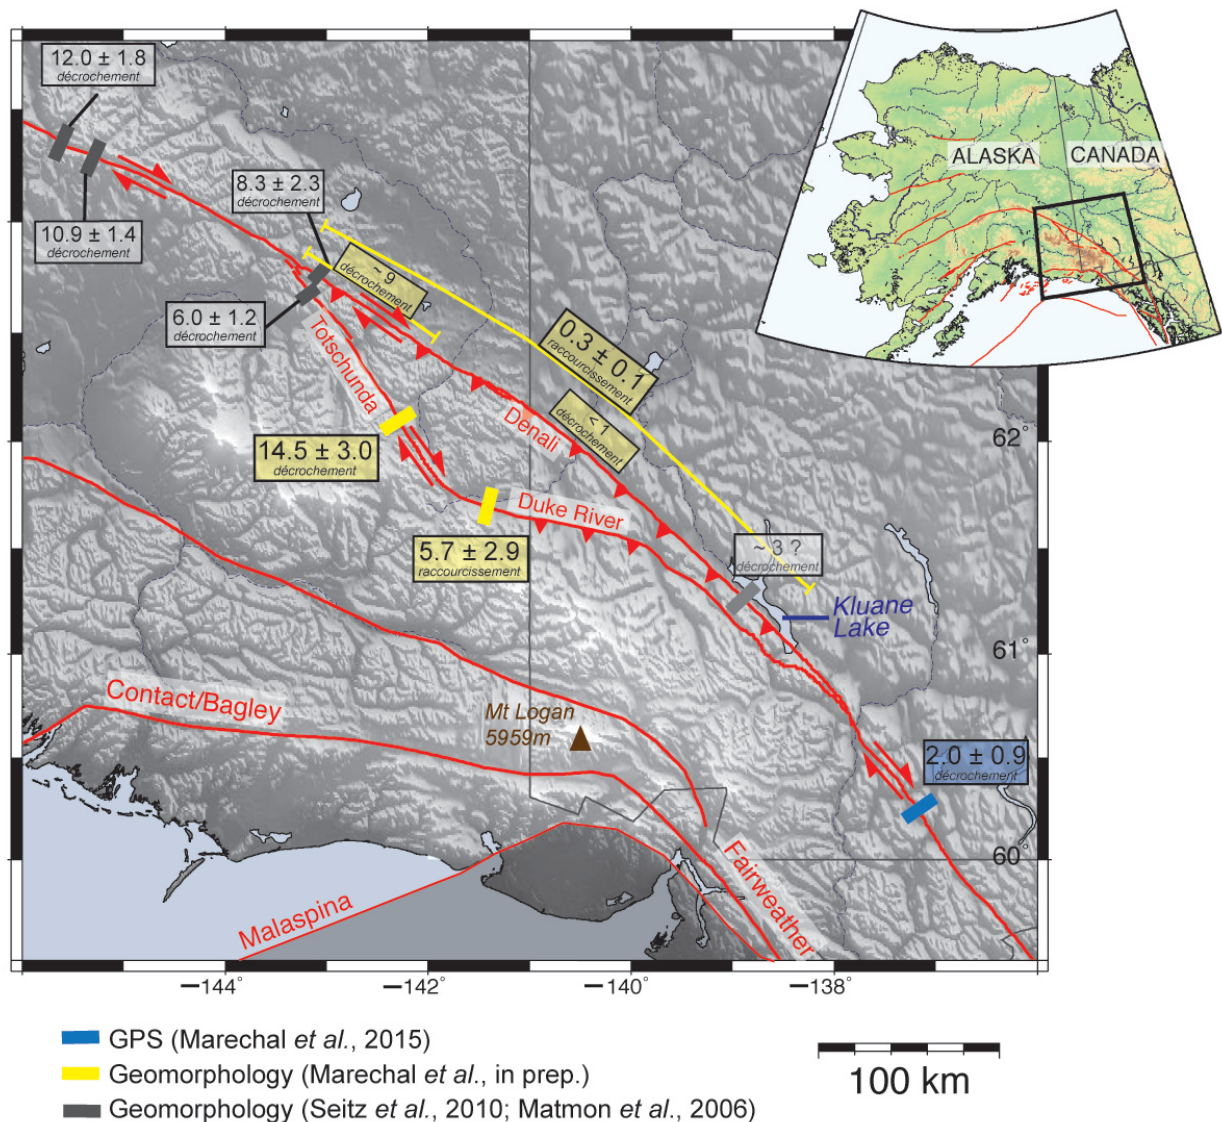 12.0 ± 1.8
décrochement
ALASKA
CANADA
8.3 ± 2.3
décrochement
10.9 ± 1.4
décrochement
~ 9
décrochement
6.0 ± 1.2
décrochement
Totschunda
0.3 ± 0.1
raccourcissement
< 1
décrochement
Denali
62°
14.5 ± 3.0
décrochement
Duke River
5.7 ± 2.9
raccourcissement
~ 3 ?
décrochement
Kluane
Lake
61°
Contact/Bagley
Mt Logan
5959m
2.0 ± 0.9
décrochement
60°
Fairweather
Malaspina
−144°
−142°
−140°
−138°
GPS (Marechal et al., 2015)
Geomorphology (Marechal et al., in prep.)
Geomorphology (Seitz et al., 2010; Matmon et al., 2006)
100 km